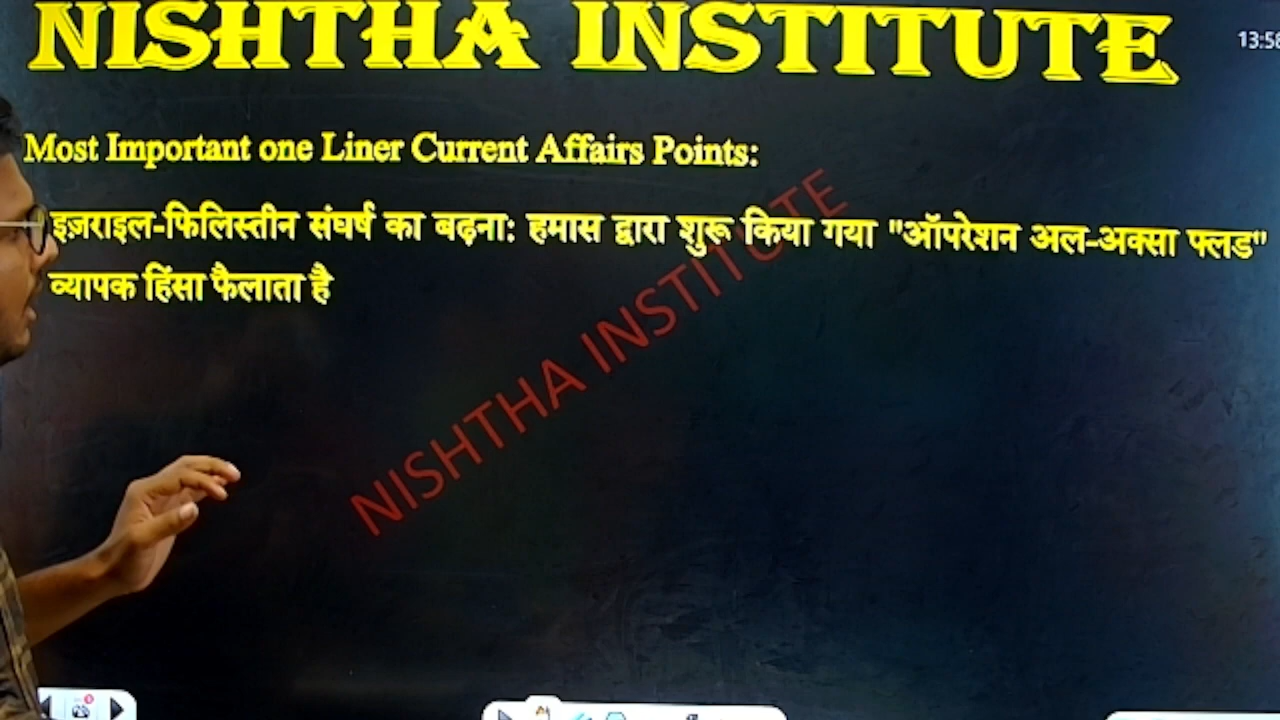 NISHTHA INSTITUTE
13:58
Most Important one Liner Current Affairs Points:
इज़राइल-फिलिस्तीन संघर्ष का बढ़ना: हमास द्वारा शुरू किया गया "ऑपरेशन अल-अक्सा फ्लड"
व्यापक हिंसा फैलाता है
NISHTHA INSTITUTE